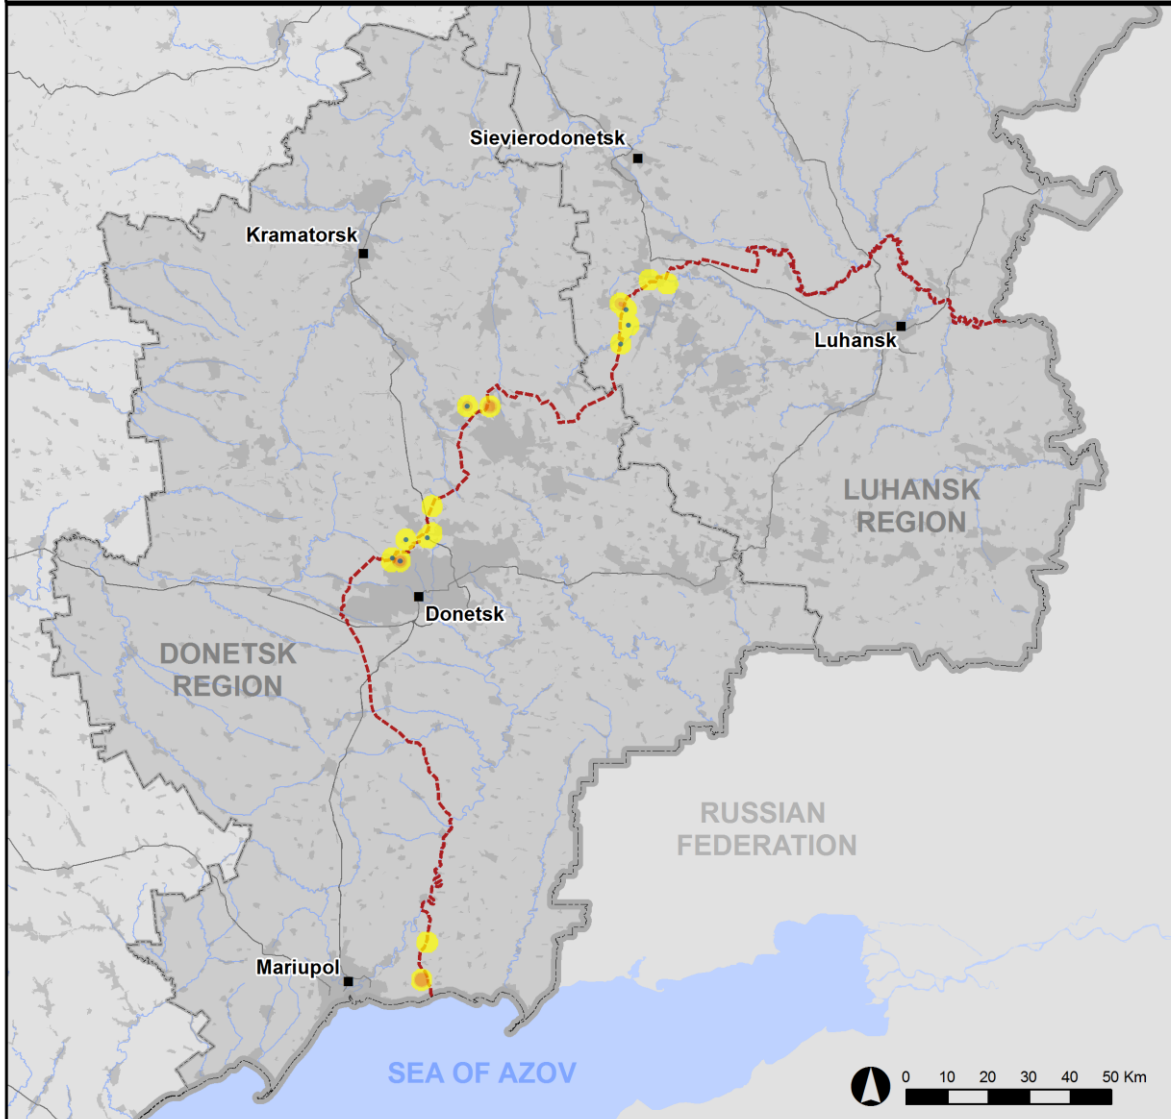 Sievierodonetsk
Kramatorsk
Luhansk
LUHANSK
REGION
Donetsk
DONETSK
REGION
RUSSIAN
FEDERATION
Mariupol
SEA OF AZOV
0 10 20 30 40 50 Km